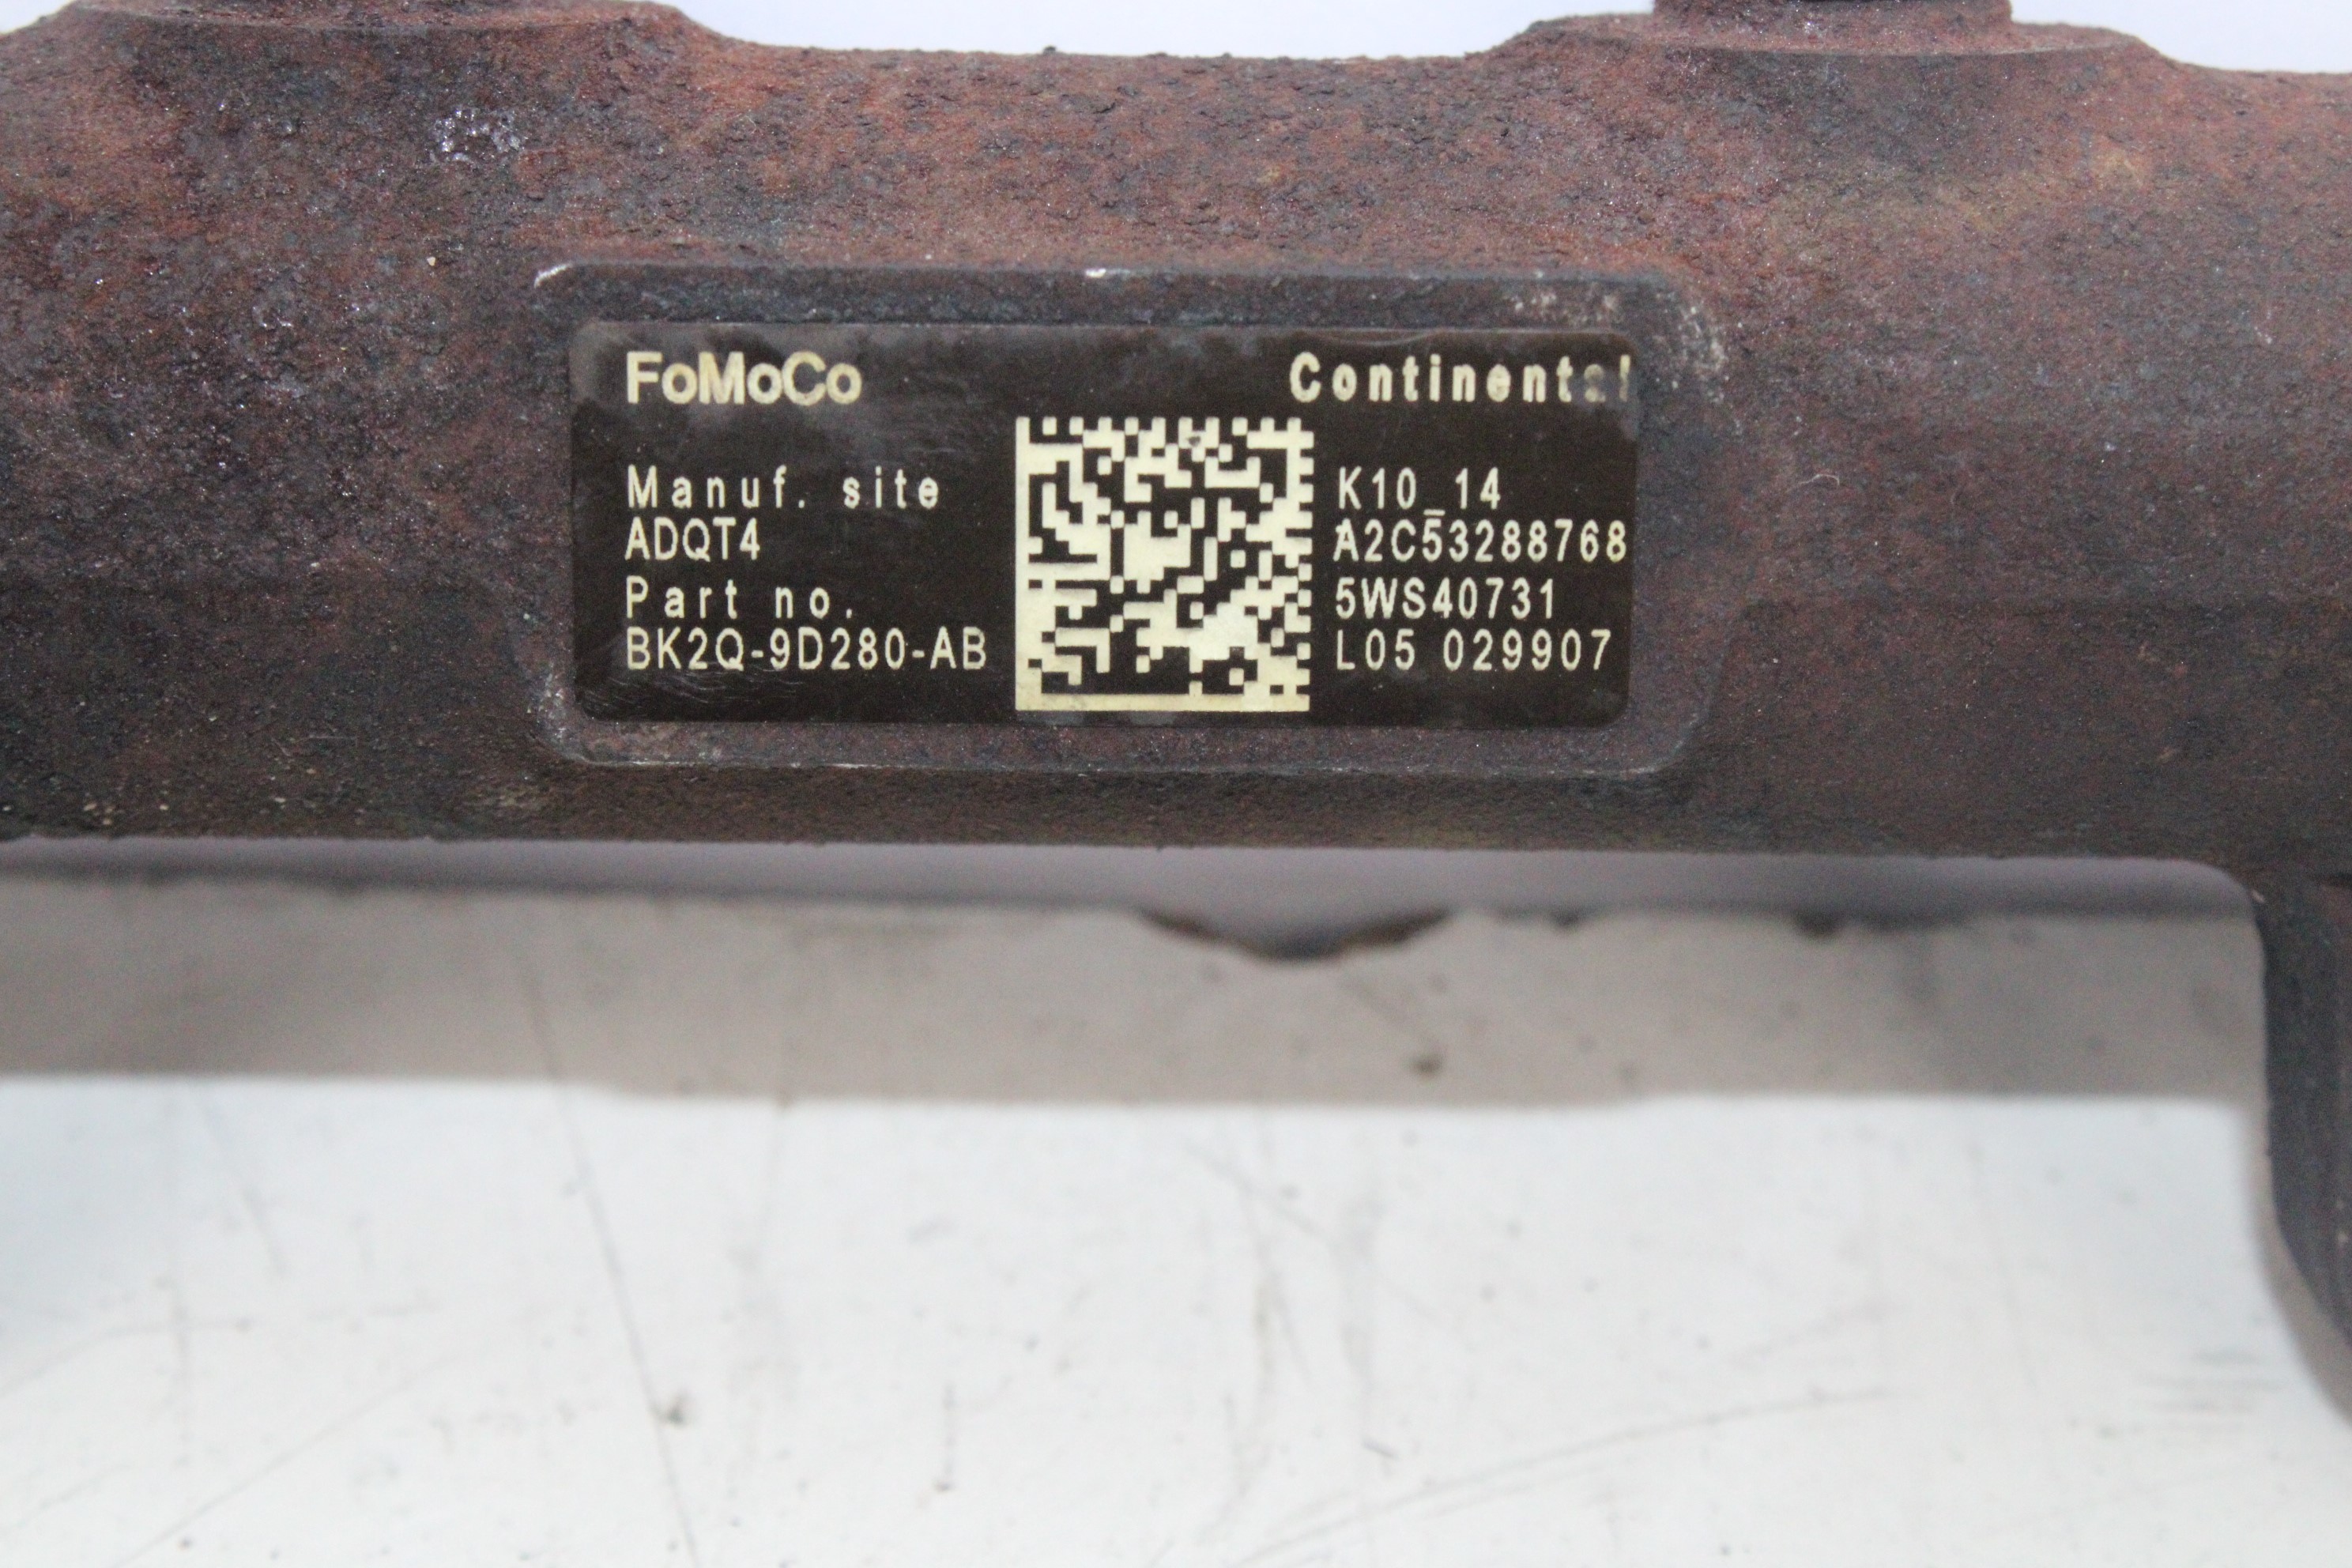 FoMoCo
Continental
Manuf. site
ADQT4
Part no.
BK2Q-9D280-AB
K10_14
A2C53288768
5WS40731
L05 029907